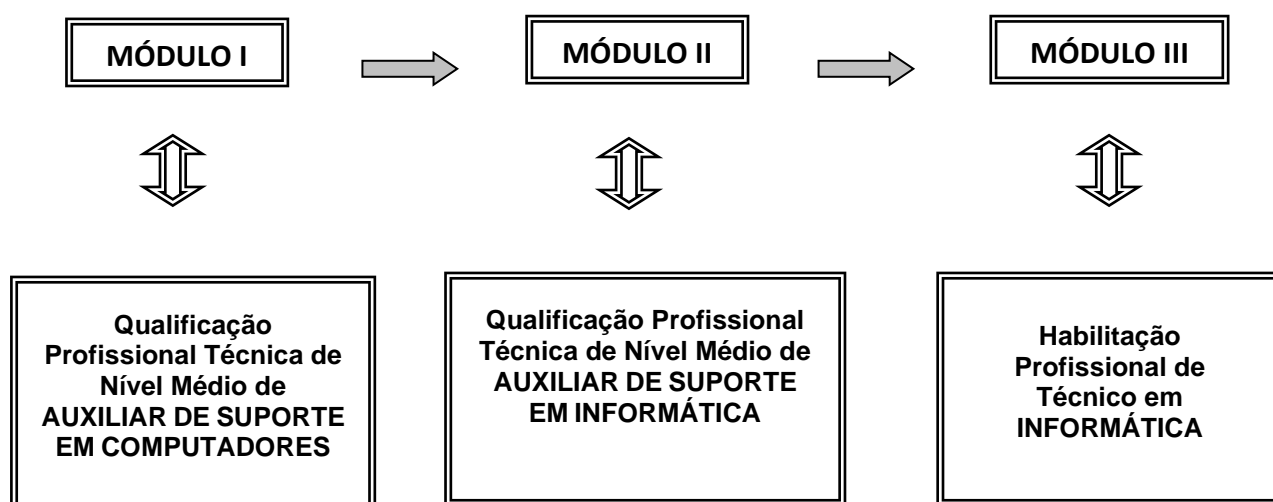 MÓDULO I
MÓDULO II
MÓDULO III
Qualificação
Profissional Técnica de
Nível Médio de
AUXILIAR DE SUPORTE
EM COMPUTADORES
Qualificação Profissional
Técnica de Nível Médio de
AUXILIAR DE SUPORTE
EM INFORMÁTICA
Habilitação
Profissional de
Técnico em
INFORMÁTICA